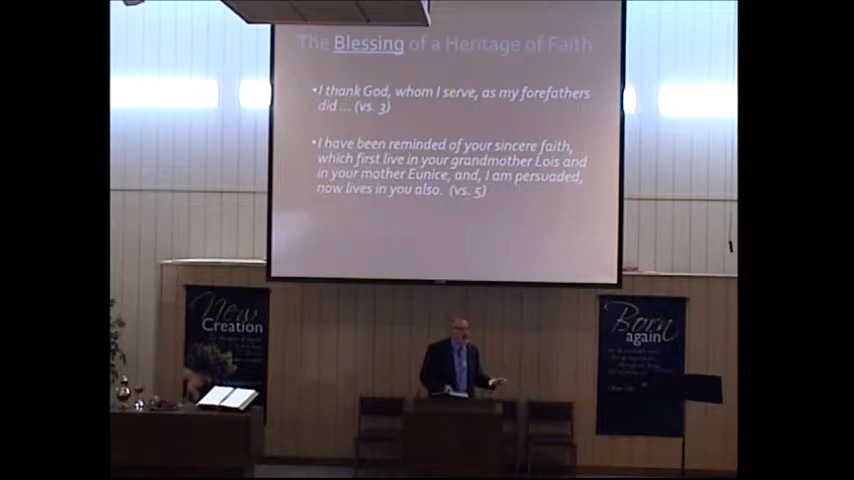 The Blessing of a Heritage of Faith
•I thank God, whom I serve, as my forefathers
did ... (vs. 3)
•I have been reminded of your sincere faith,
which first live in your grandmother Lois and
in your mother Eunice, and, I am persuaded,
now lives in you also. (vs. 5)
New
Creation
Born
again